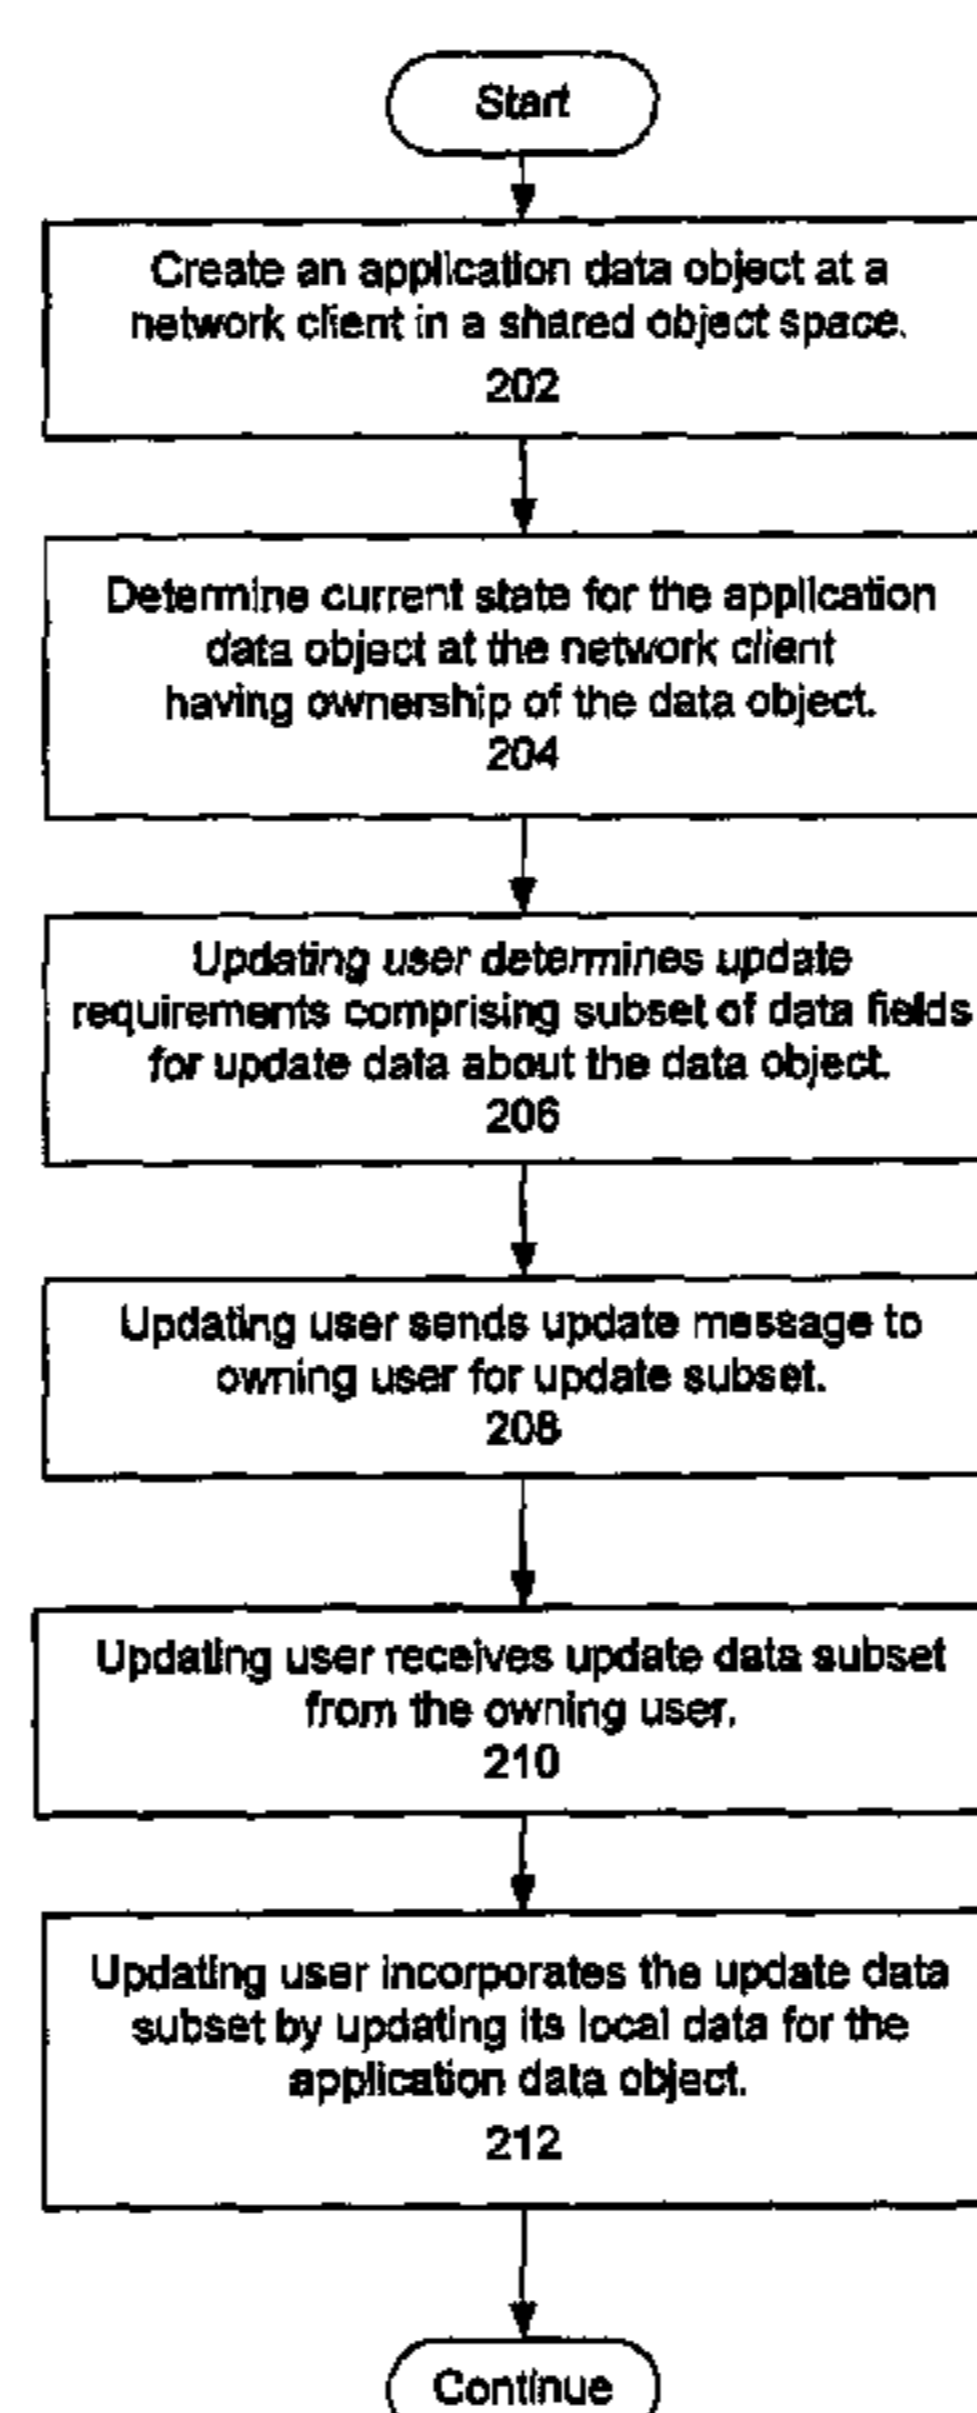 Start
Create an application data object at a
network client in a shared object space.
202
Determine current state for the application
data object at the network client
having ownership of the data object.
204
Updating user determines update
requirements comprising subset of data fields
for update data about the data object.
206
Updating user sends update message to
owning user for update subset.
208
Updating user receives update data subset
from the owning user.
210
Updating user incorporates the update data
subset by updating its local data for the
application data object.
212
Continue